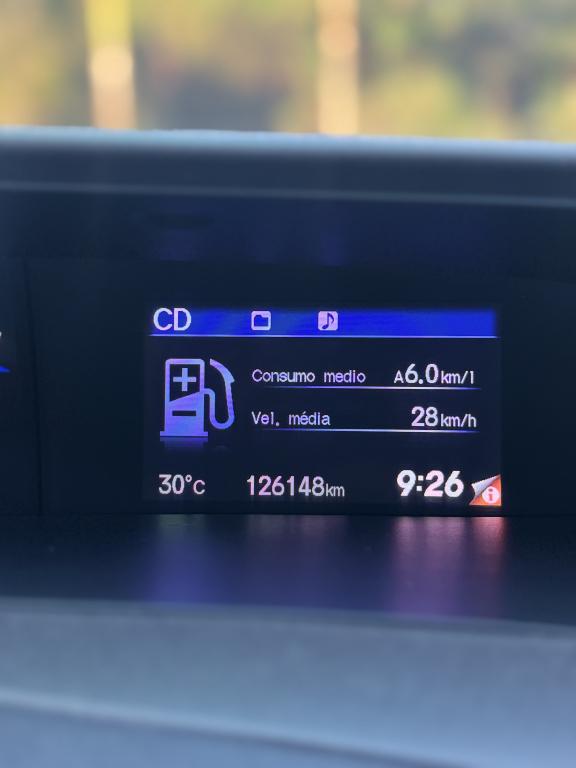 CD
Consumo medio A6.0km/l
Vel. média 28km/h
30°C 126148km 9:26